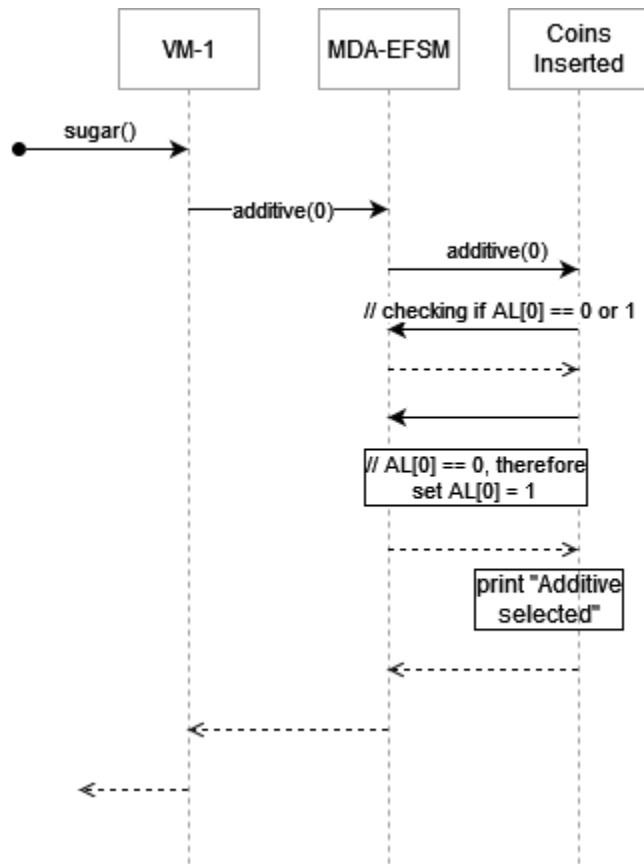 VM-1
MDA-EFSM
Coins
Inserted
sugar()
additive(0)
additive(0)
// checking if AL[0] == 0 or 1
// AL[0] == 0, therefore
set AL[0] = 1
print "Additive
selected"